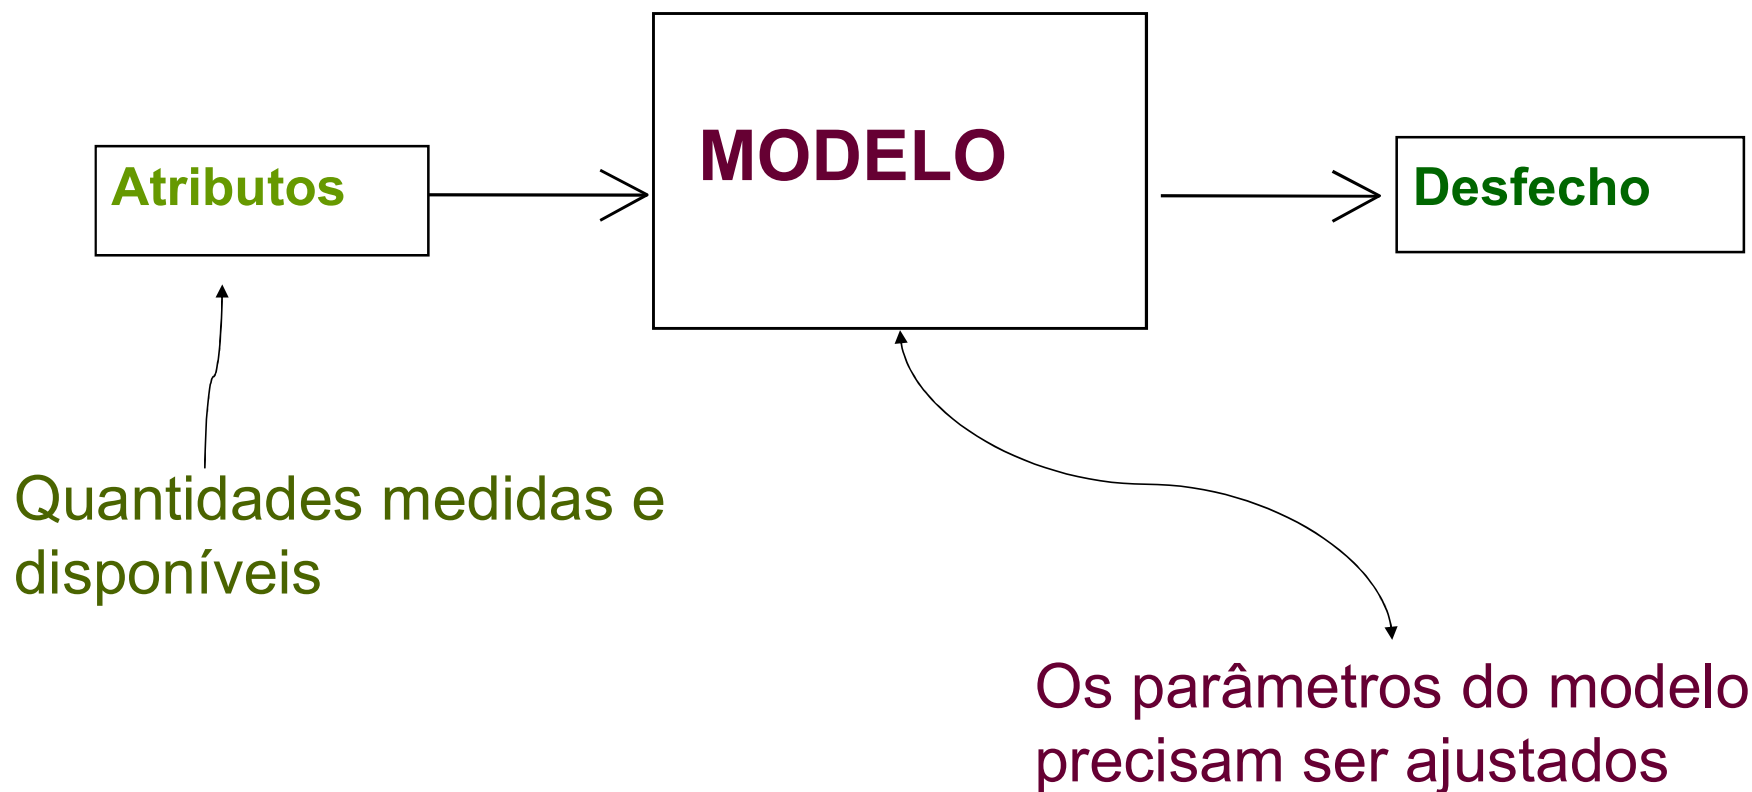 Atributos
MODELO
Desfecho
Quantidades medidas e
disponíveis
Os parâmetros do modelo
precisam ser ajustados